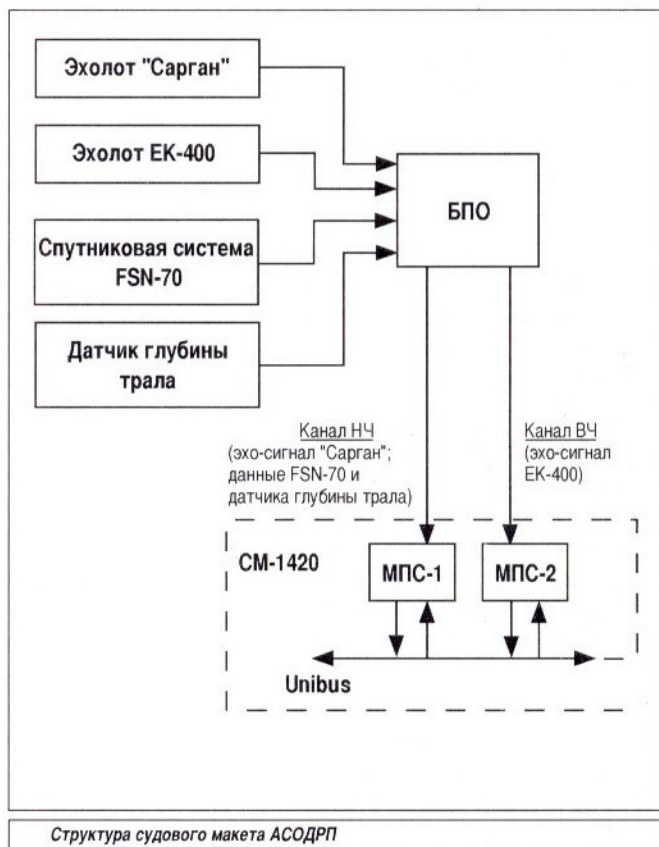 Эхолот "Сарган"
Эхолот ЕК-400
Спутниковая система
FSN-70
Датчик глубины
трала
БПО
Канал НЧ
(эхо-сигнал "Сарган";
данные FSN-70 и
датчика глубины трала)
Канал ВЧ
(эхо-сигнал
ЕК-400)
СМ-1420
МПС-1
МПС-2
Unibus
Структура судового макета АСОДРП